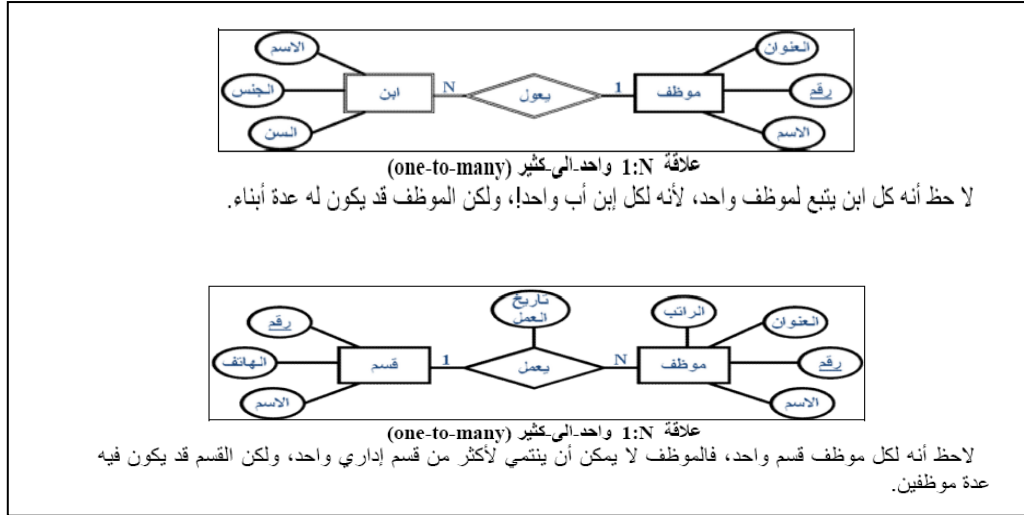 الاسم
العنوان
الجنس
ابن
N
يعول
1
موظف
رقم
السن
الاسم
علاقة 1:N واحد-الى-كثير (one-to-many)
لا حظ أنه كل ابن يتبع لموظف واحد، لأنه لكل إبن أب واحد!، ولكن الموظف قد يكون له عدة أبناء.
تاريخ
العمل
الراتب
رقم
العنوان
الهاتف
قسم
1
يعمل
N
موظف
رقم
الاسم
الاسم
علاقة 1:N واحد-الى-كثير (one-to-many)
لاحظ أنه لكل موظف قسم واحد، فالموظف لا يمكن أن ينتمي لأكثر من قسم إداري واحد، ولكن القسم قد يكون فيه
عدة موظفين.